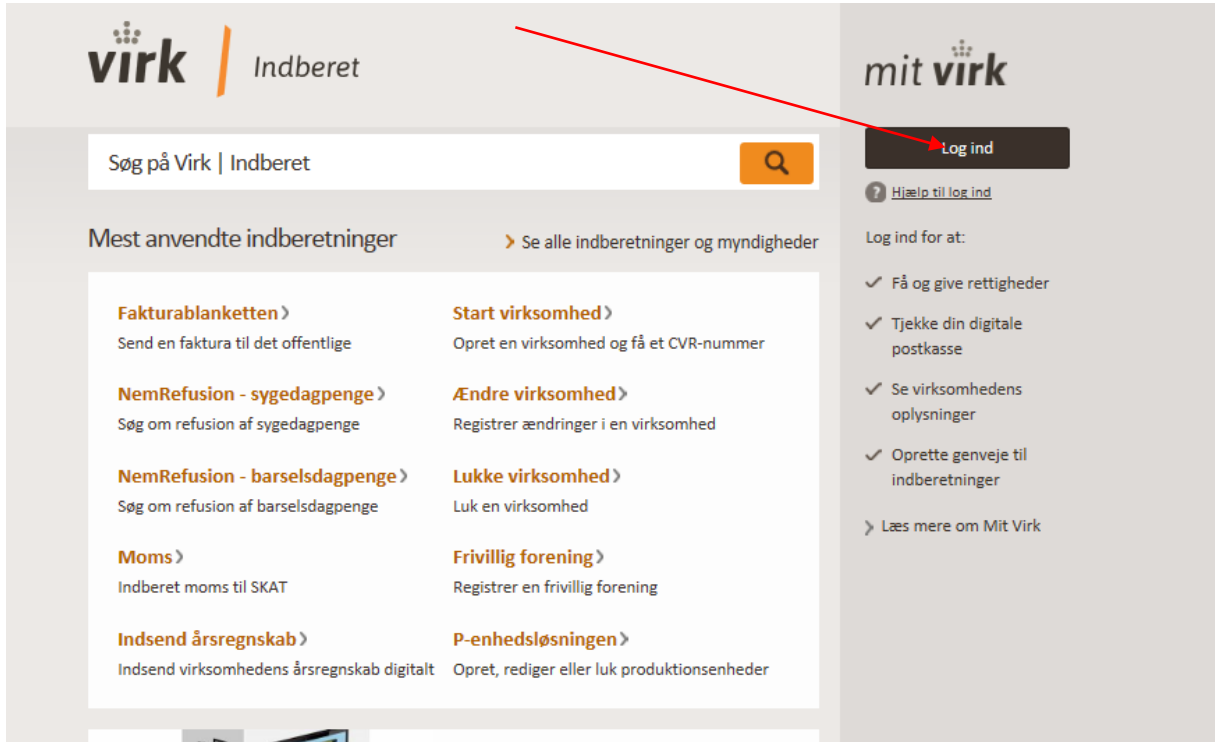 virk | Indberet
Søg på Virk | Indberet
Mest anvendte indberetninger
Se alle indberetninger og myndigheder
Fakturablanketten
Send en faktura til det offentlige
NemRefusion - sygedagpenge
Søg om refusion af sygedagpenge
NemRefusion - barselsdagpenge
Søg om refusion af barselsdagpenge
Moms
Indberet moms til SKAT
Indsend årsregnskab
Indsend virksomhedens årsregnskab digitalt
Start virksomhed
Opret en virksomhed og få et CVR-nummer
Ændre virksomhed
Registrer ændringer i en virksomhed
Lukke virksomhed
Luk en virksomhed
Frivillig forening
Registrer en frivillig forening
P-enhedsløsningen
Opret, rediger eller luk produktionsenheder
mit virk
Log ind
? Hjælp til log ind
Log ind for at:
Få og give rettigheder
Tjekke din digitale
postkasse
Se virksomhedens
oplysninger
Oprette genveje til
indberetninger
Læs mere om Mit Virk